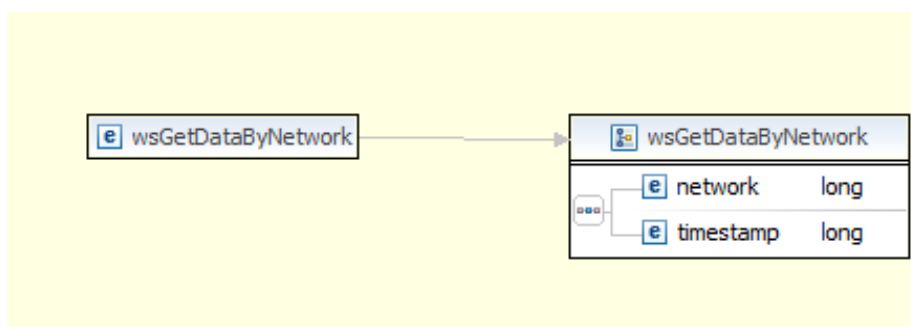 e wsGetDataByNetwork
wsGetDataByNetwork
e network long
e timestamp long